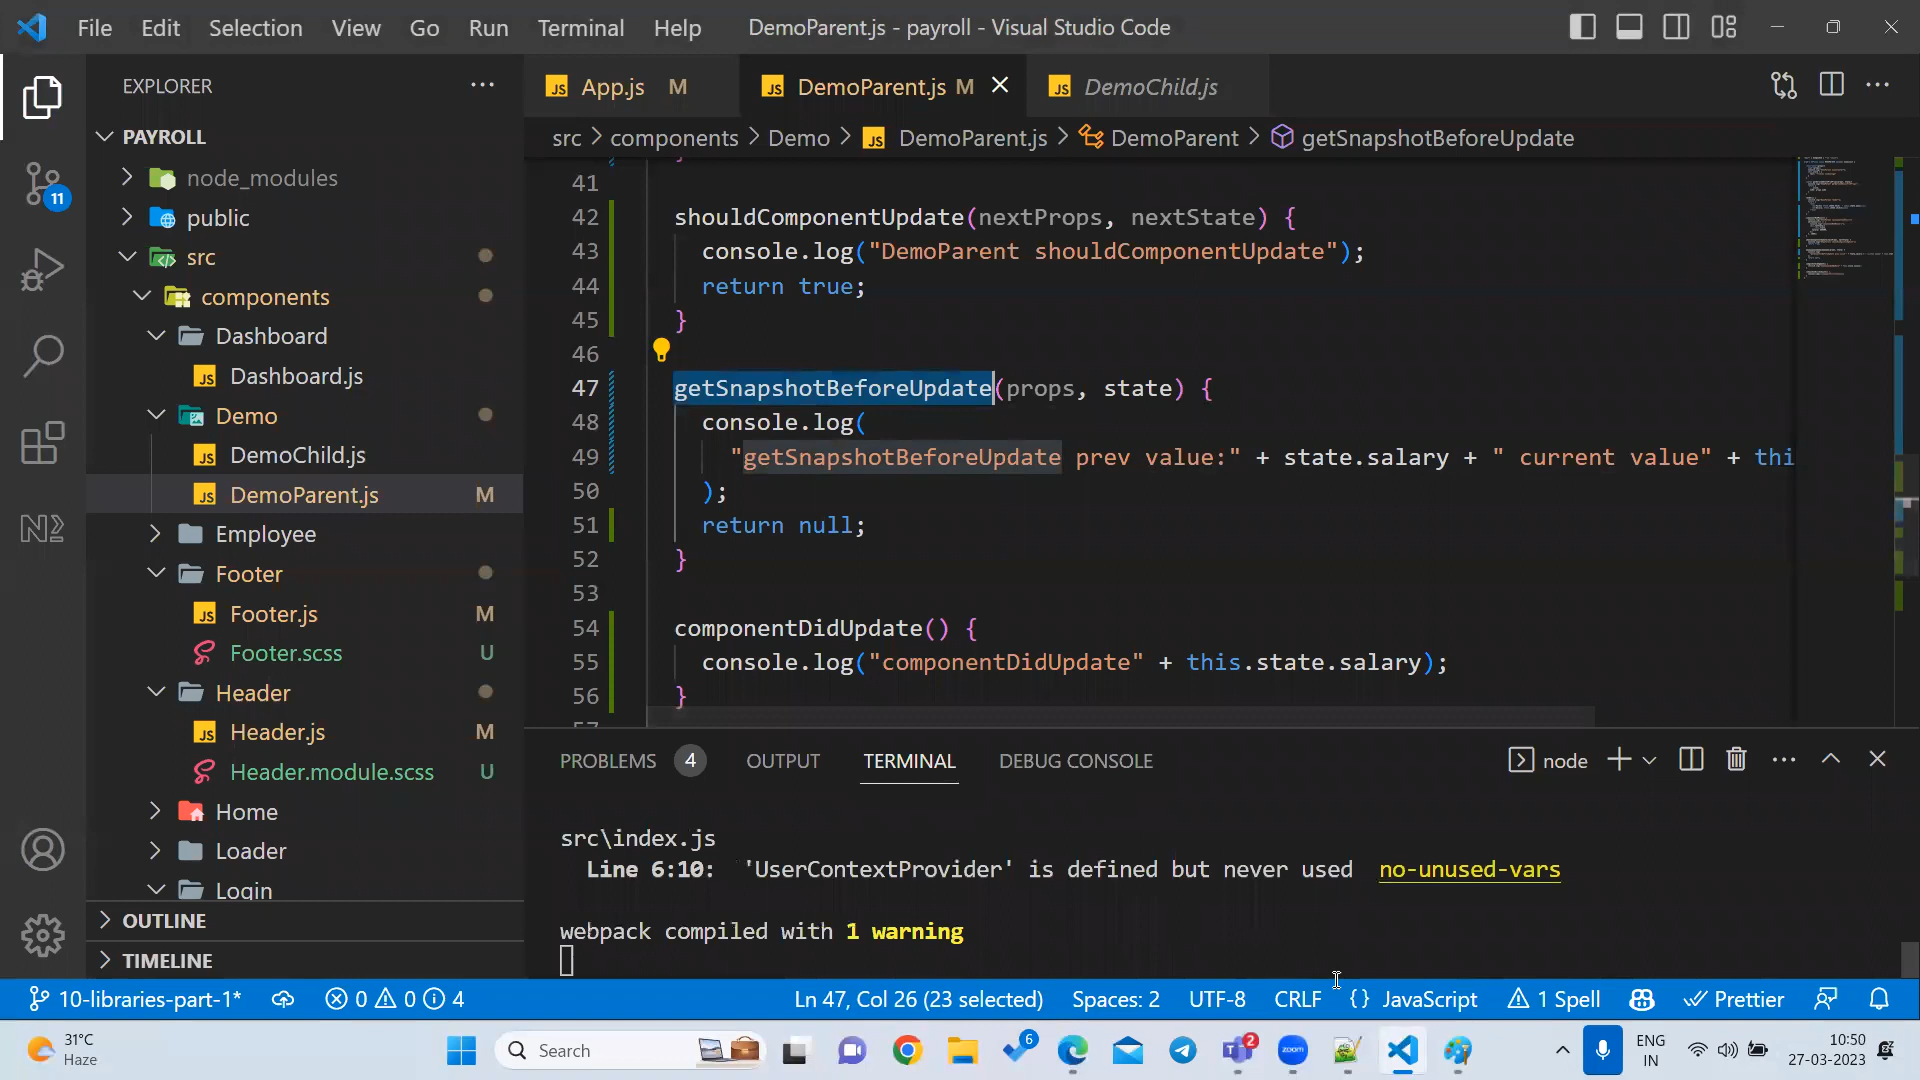 File Edit Selection View Go Run Terminal Help DemoParent.js - payroll - Visual Studio Code
EXPLORER
App.js M DemoParent.js M DemoChild.js
PAYROLL
src components Demo DemoParent.js DemoParent getSnapshotBeforeUpdate
node_modules
public
src
components
Dashboard
Dashboard.js
Demo
DemoChild.js
DemoParent.js M
Employee
Footer
Footer.js M
Footer.scss U
Header
Header.js M
Header.module.scss U
Home
Loader
Login
OUTLINE
TIMELINE
11
41
42 shouldComponentUpdate(nextProps, nextState) {
43 console.log("DemoParent shouldComponentUpdate");
44 return true;
45 }
46
47 getSnapshotBeforeUpdate(props, state) {
48 console.log(
49 "getSnapshotBeforeUpdate prev value:" + state.salary + " current value" + thi
50 );
51 return null;
52 }
53
54 componentDidUpdate() {
55 console.log("componentDidUpdate" + this.state.salary);
56 }
57
PROBLEMS 4 OUTPUT TERMINAL DEBUG CONSOLE node
src\index.js
Line 6:10: 'UserContextProvider' is defined but never used no-unused-vars
webpack compiled with 1 warning
10-libraries-part-1* 0 0 4 Ln 47, Col 26 (23 selected) Spaces: 2 UTF-8 CRLF {} JavaScript 1 Spell Prettier
31°C
Haze
Search
6
2
zoom
ENG
IN
10:50
27-03-2023